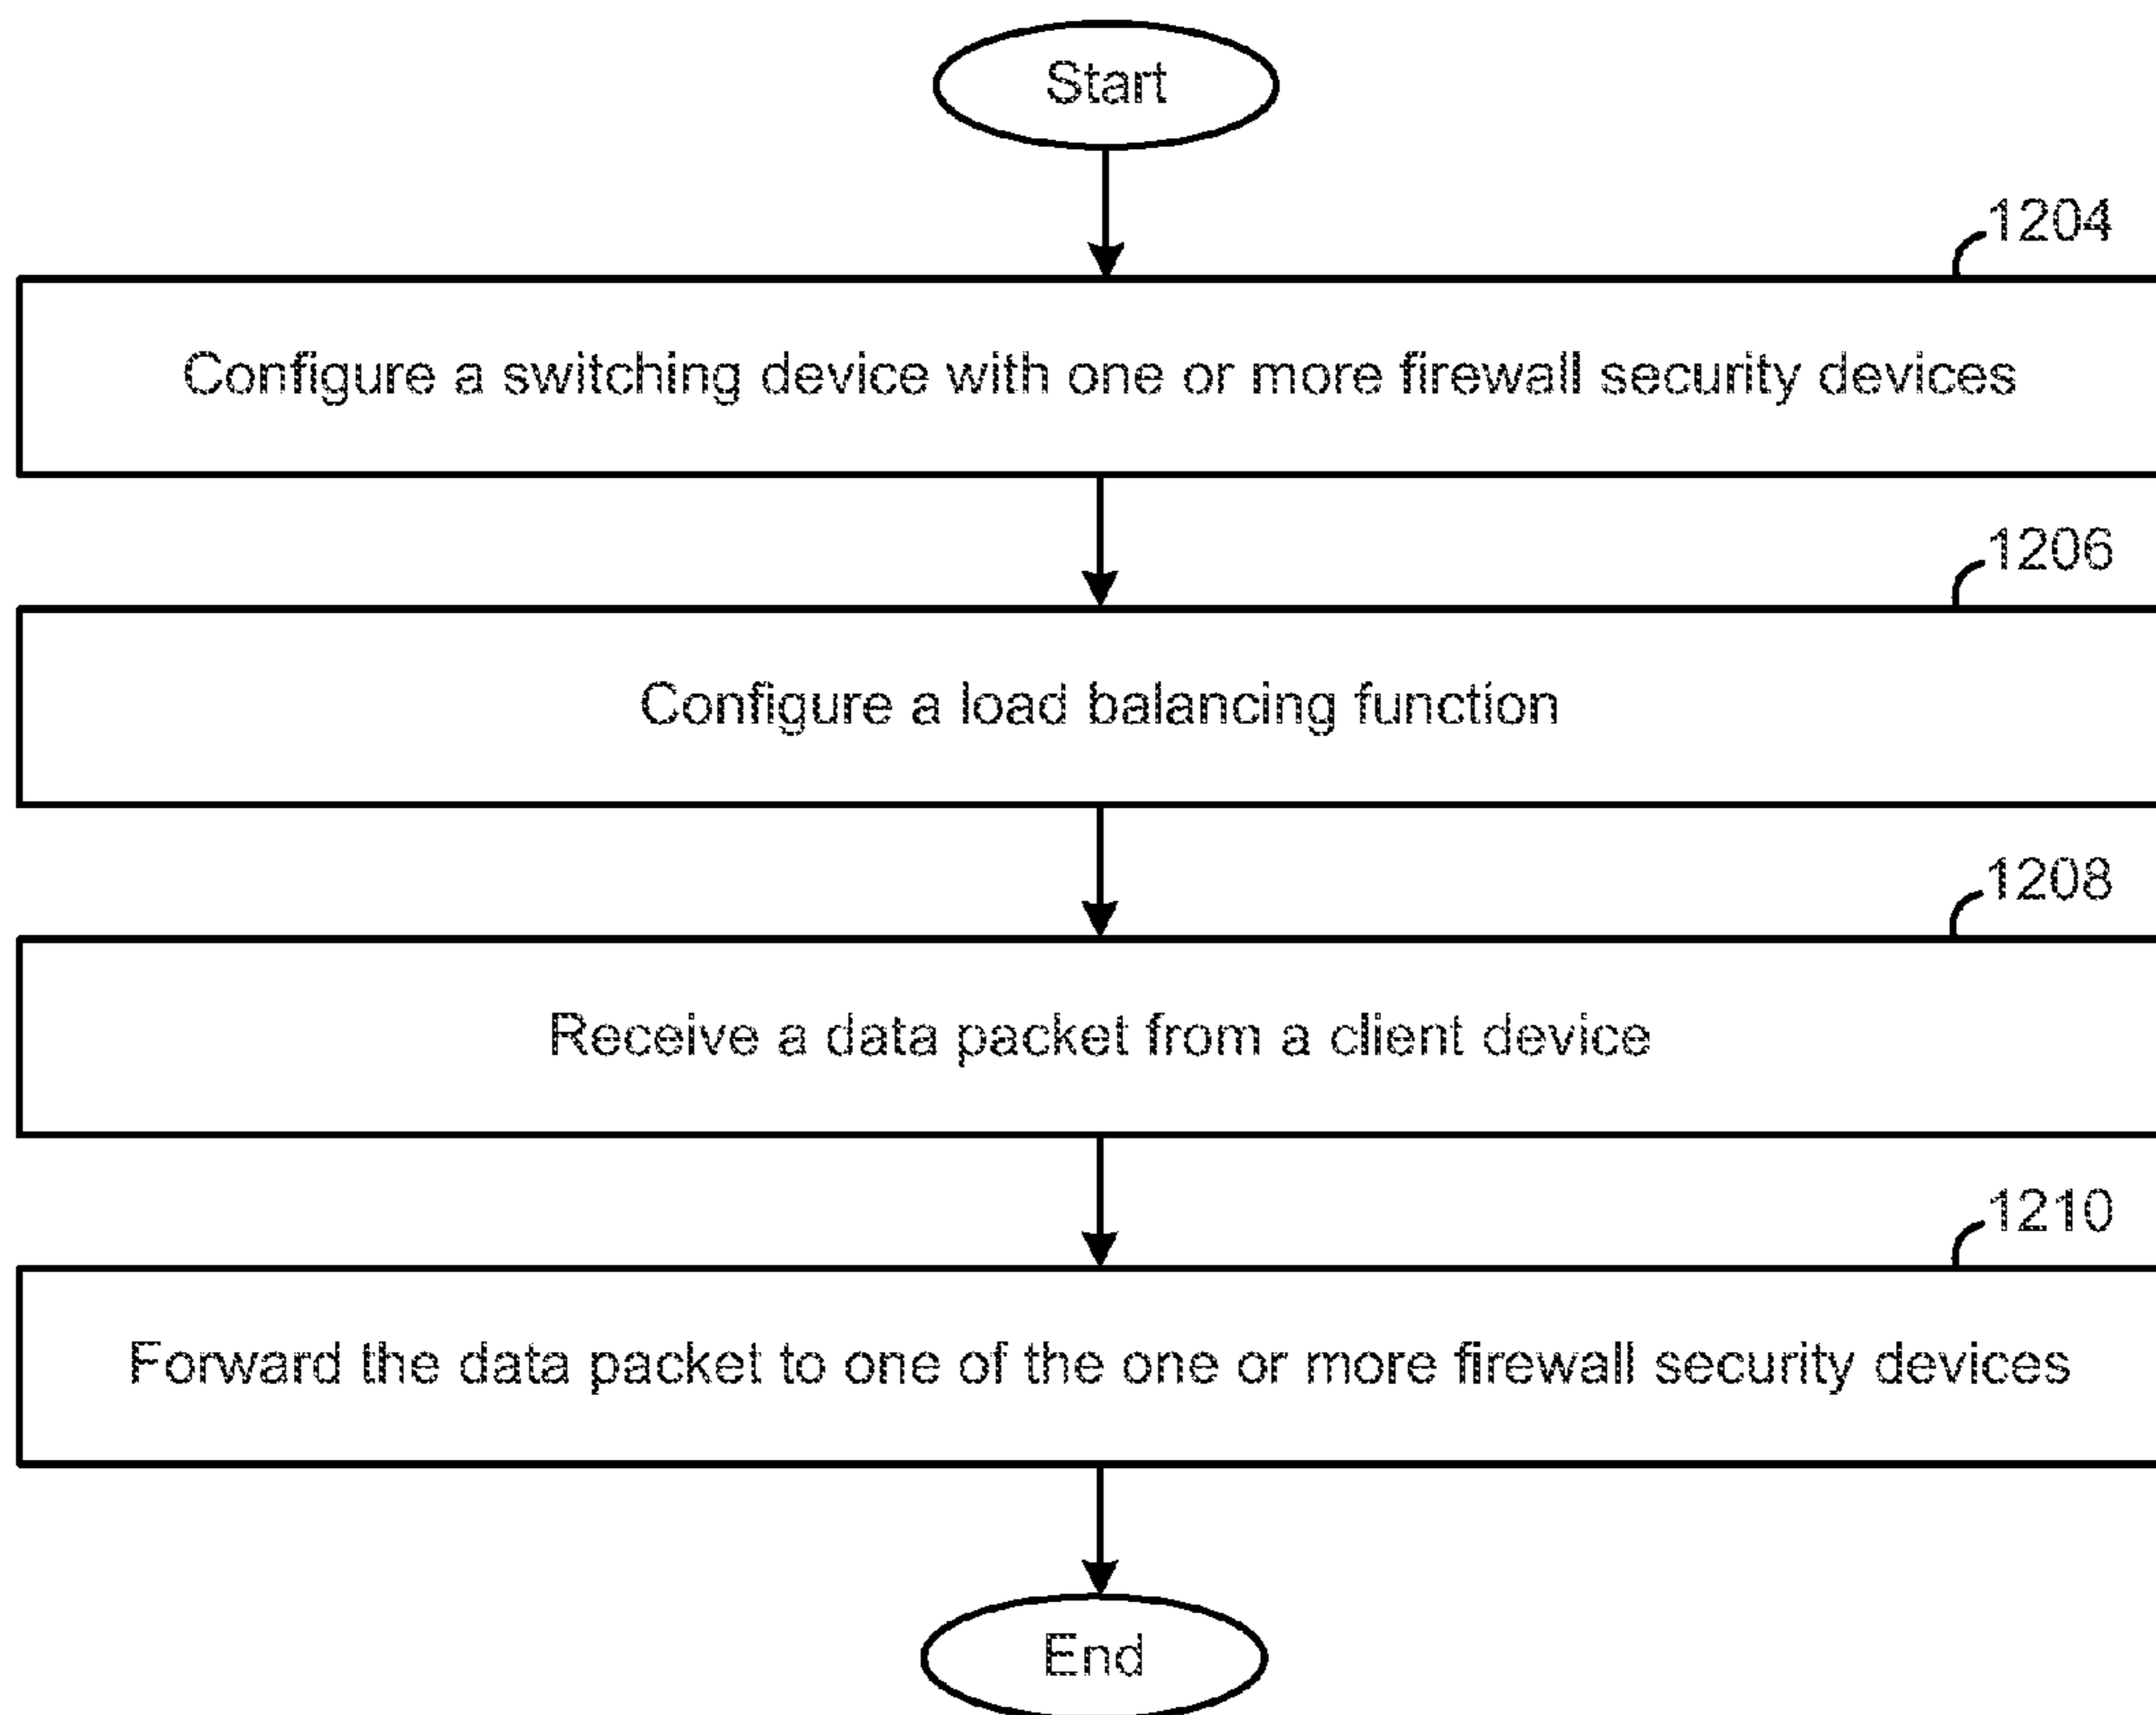 Start
1204
Configure a switching device with one or more firewall security devices
1206
Configure a load balancing function
1208
Receive a data packet from a client device
1210
Forward the data packet to one of the one or more firewall security devices
End